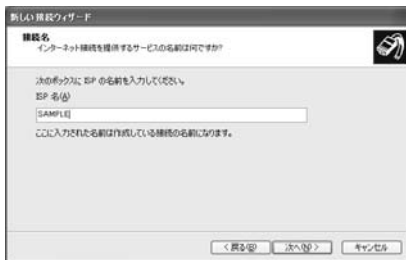 新しい接続ウィザード
接続名
インターネット接続を提供するサービスの名前は何ですか?
次のボックスに ISP の名前を入力してください。
ISP 名(A)
SAMPLE
ここに入力された名前は作成している接続の名前になります。
< 戻る(B)
次へ(N) >
キャンセル